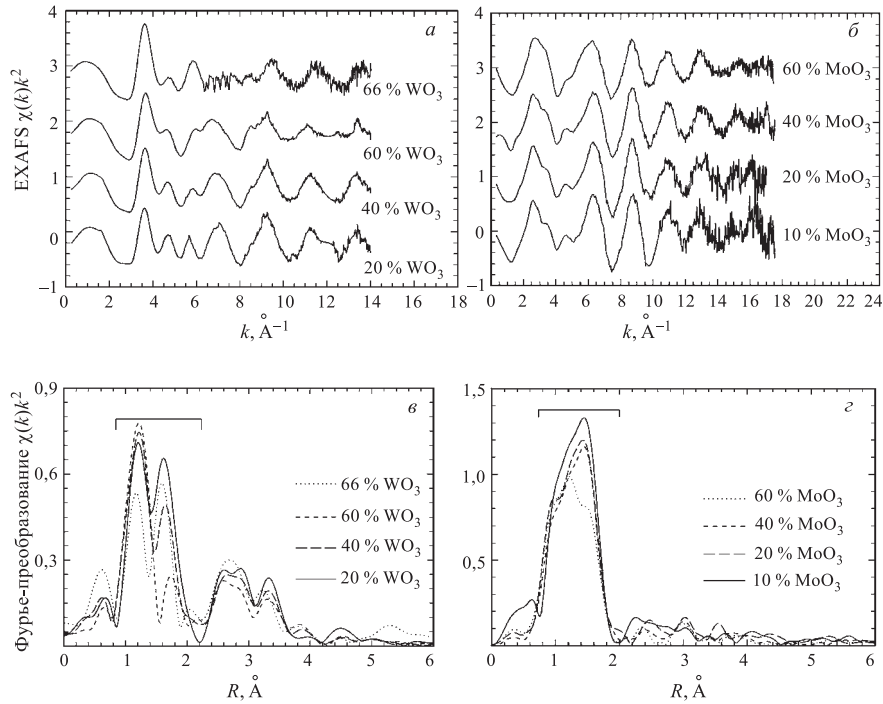 4
3
2
1
0
−1
EXAFS χ(k)k²
а
66 % WO₃
60 % WO₃
40 % WO₃
20 % WO₃
0 2 4 6 8 10 12 14 16 18
k, Å⁻¹
4
3
2
1
0
−1
б
60 % MoO₃
40 % MoO₃
20 % MoO₃
10 % MoO₃
0 2 4 6 8 10 12 14 16 18 20 22 24
k, Å⁻¹
0,9
0,6
0,3
Фурье-преобразование χ(k)k²
в
66 % WO₃
60 % WO₃
40 % WO₃
20 % WO₃
0 1 2 3 4 5 6
R, Å
1,5
1,0
0,5
г
60 % MoO₃
40 % MoO₃
20 % MoO₃
10 % MoO₃
0 1 2 3 4 5 6
R, Å